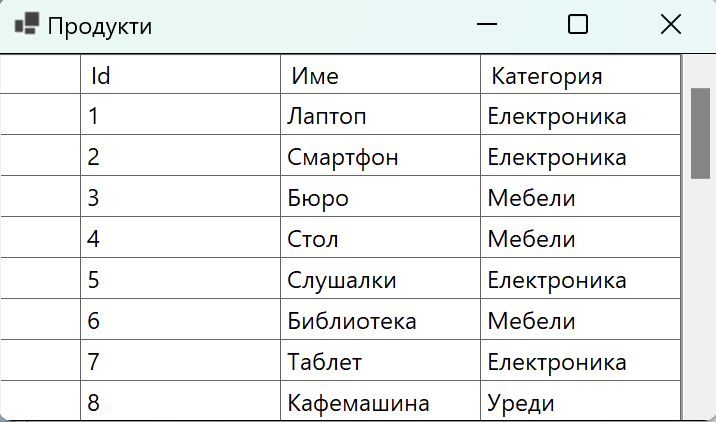 Продукти
Id Име Категория
1 Лаптоп Електроника
2 Смартфон Електроника
3 Бюро Мебели
4 Стол Мебели
5 Слушалки Електроника
6 Библиотека Мебели
7 Таблет Електроника
8 Кафемашина Уреди